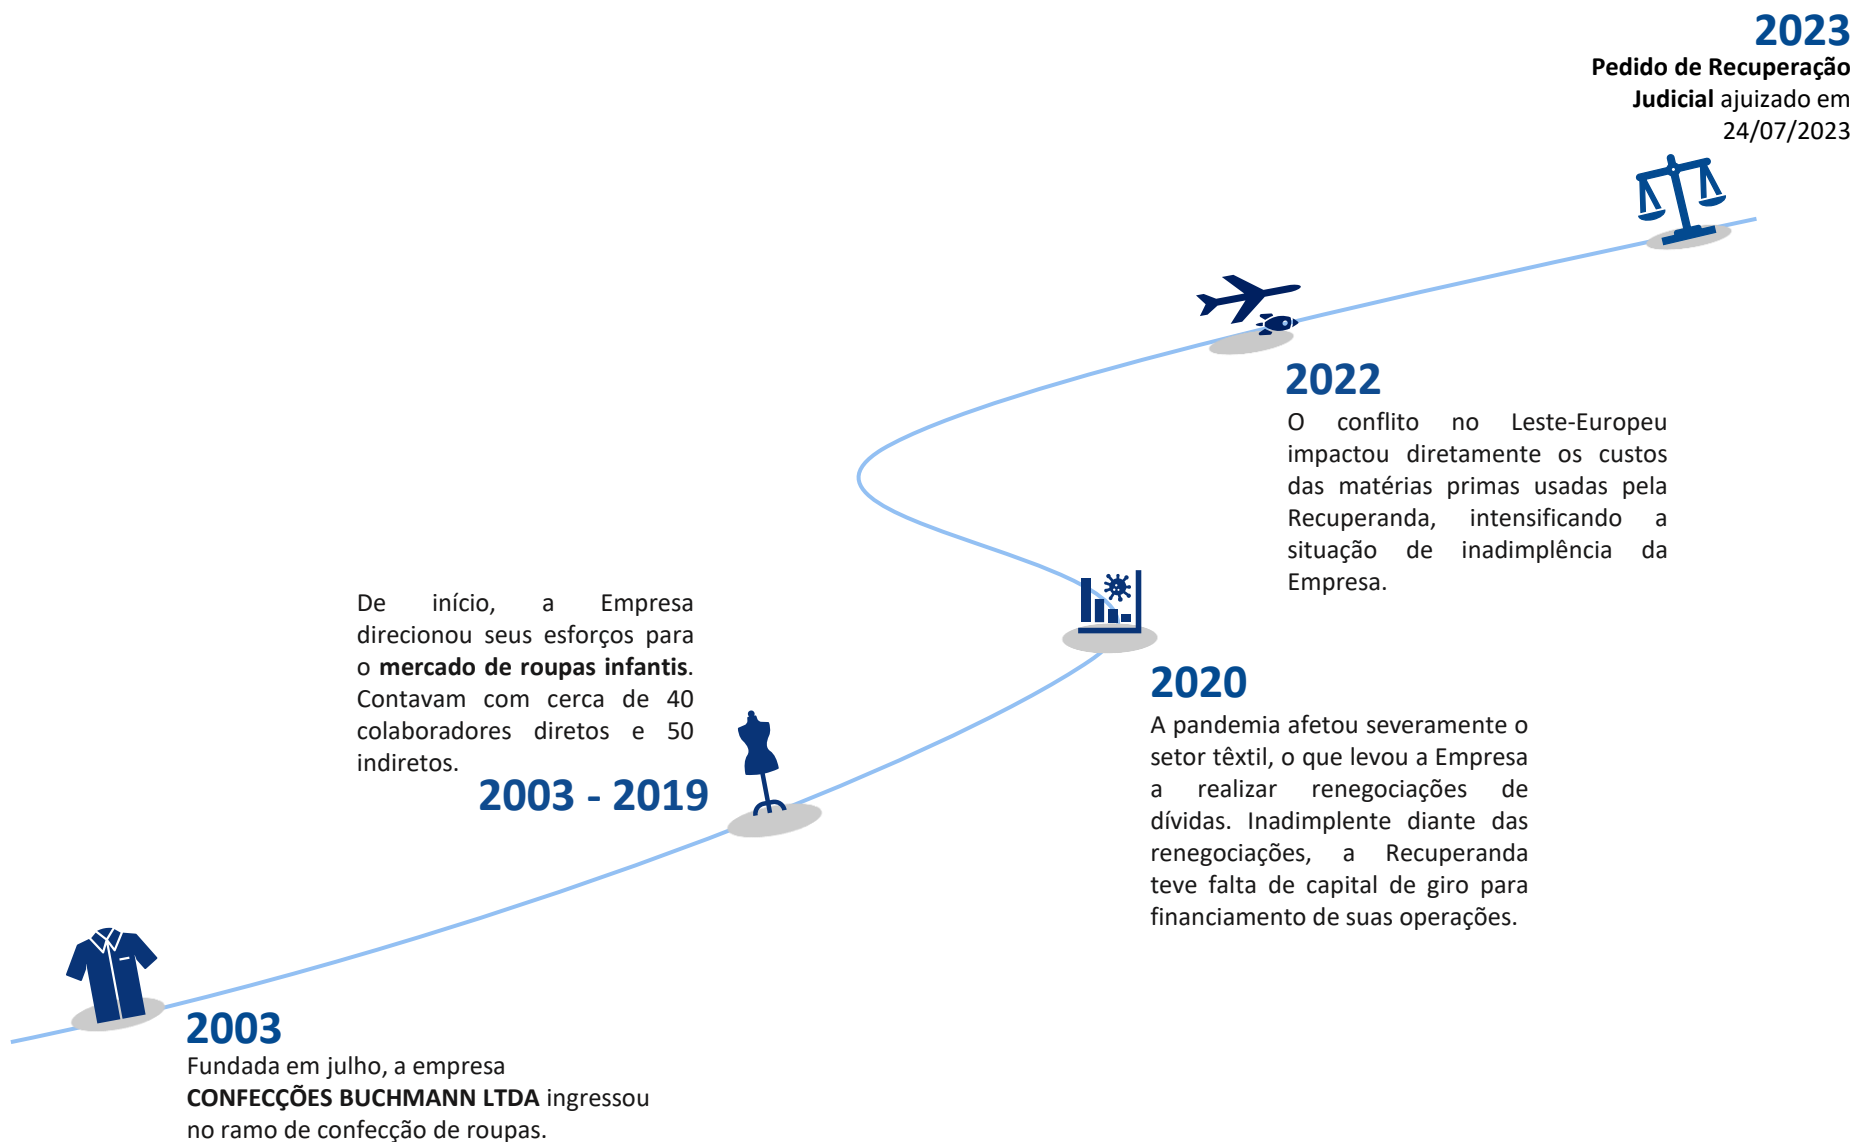 2023
Pedido de Recuperação
Judicial ajuizado em
24/07/2023
2022
O conflito no Leste-Europeu
impactou diretamente os custos
das matérias primas usadas pela
Recuperanda, intensificando a
situação de inadimplência da
Empresa.
De início, a Empresa
direcionou seus esforços para
o mercado de roupas infantis.
Contavam com cerca de 40
colaboradores diretos e 50
indiretos.
2003 - 2019
2020
A pandemia afetou severamente o
setor têxtil, o que levou a Empresa
a realizar renegociações de
dívidas. Inadimplente diante das
renegociações, a Recuperanda
teve falta de capital de giro para
financiamento de suas operações.
2003
Fundada em julho, a empresa
CONFECÇÕES BUCHMANN LTDA ingressou
no ramo de confecção de roupas.